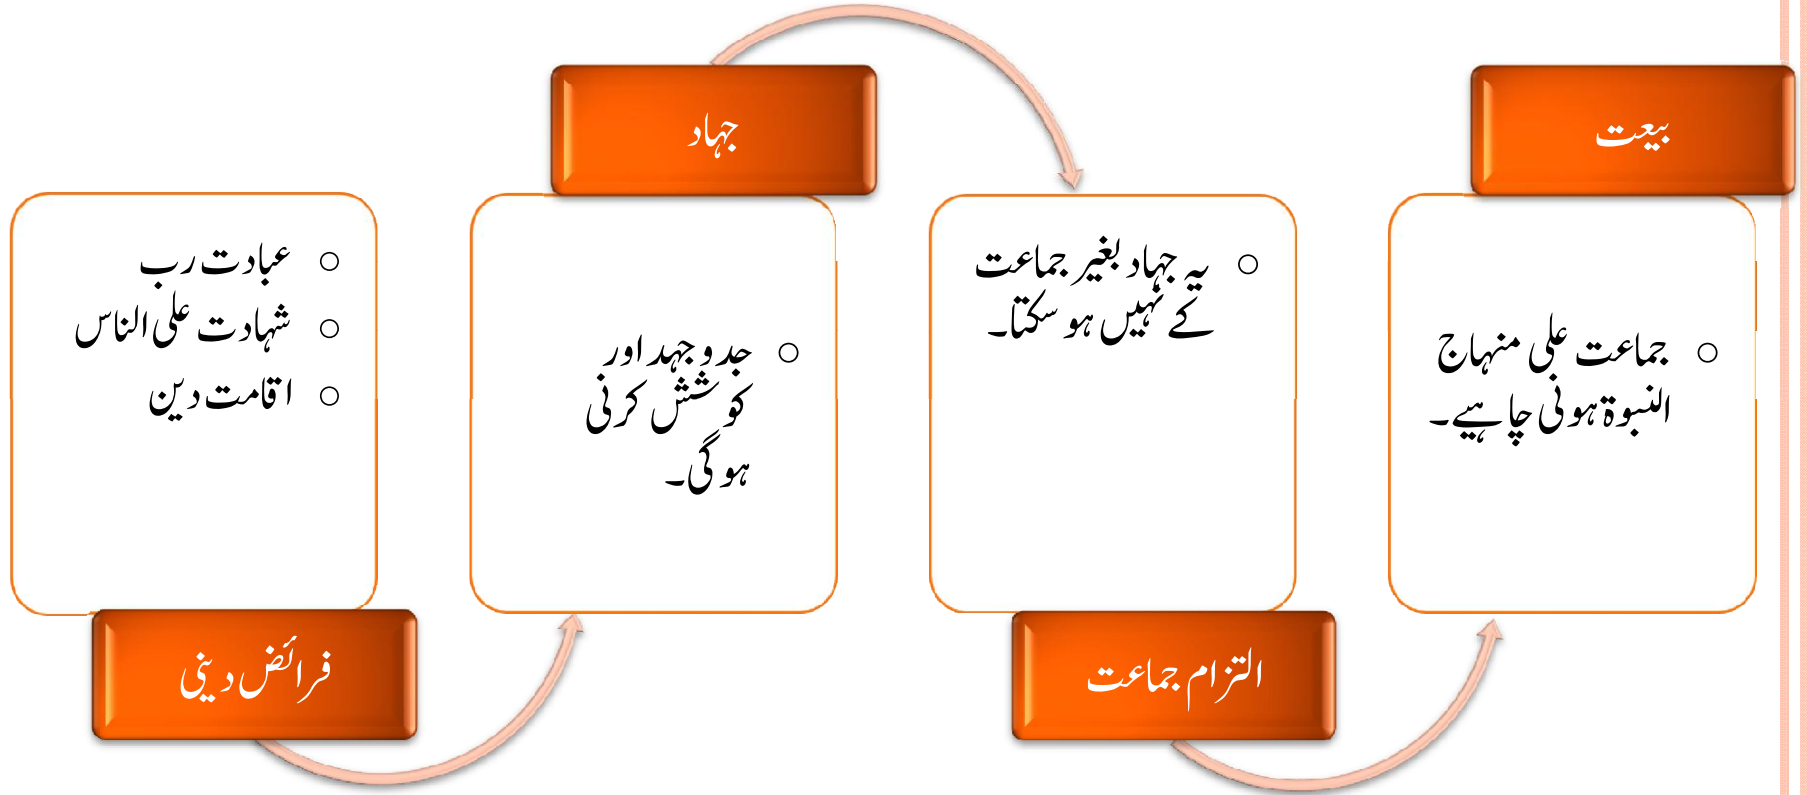 فرائض دینی
○ عبادت رب
○ شہادت علی الناس
○ اقامت دین
جہاد
○ جدوجہد اور
کوشش کرنی
ہوگی۔
التزام جماعت
○ یہ جہاد بغیر جماعت
کے نہیں ہو سکتا۔
بیعت
○ جماعت علی منہاج
النبوۃ ہونی چاہیے۔